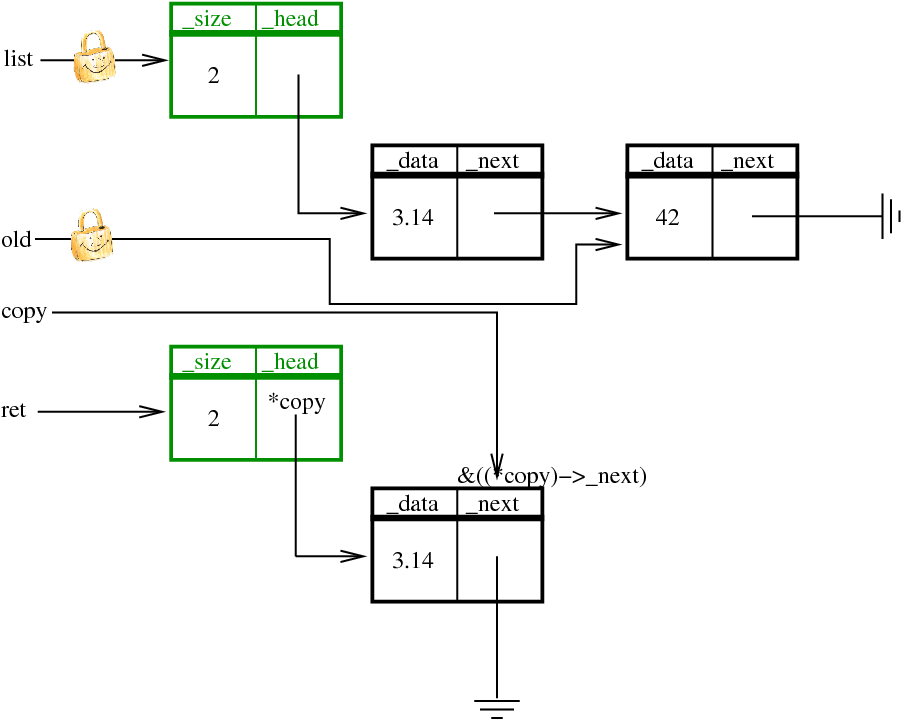 _size _head
list
2
_data _next
_data _next
3.14
42
old
copy
_size _head
*copy
ret
2
&((*copy)−>_next)
_data _next
3.14